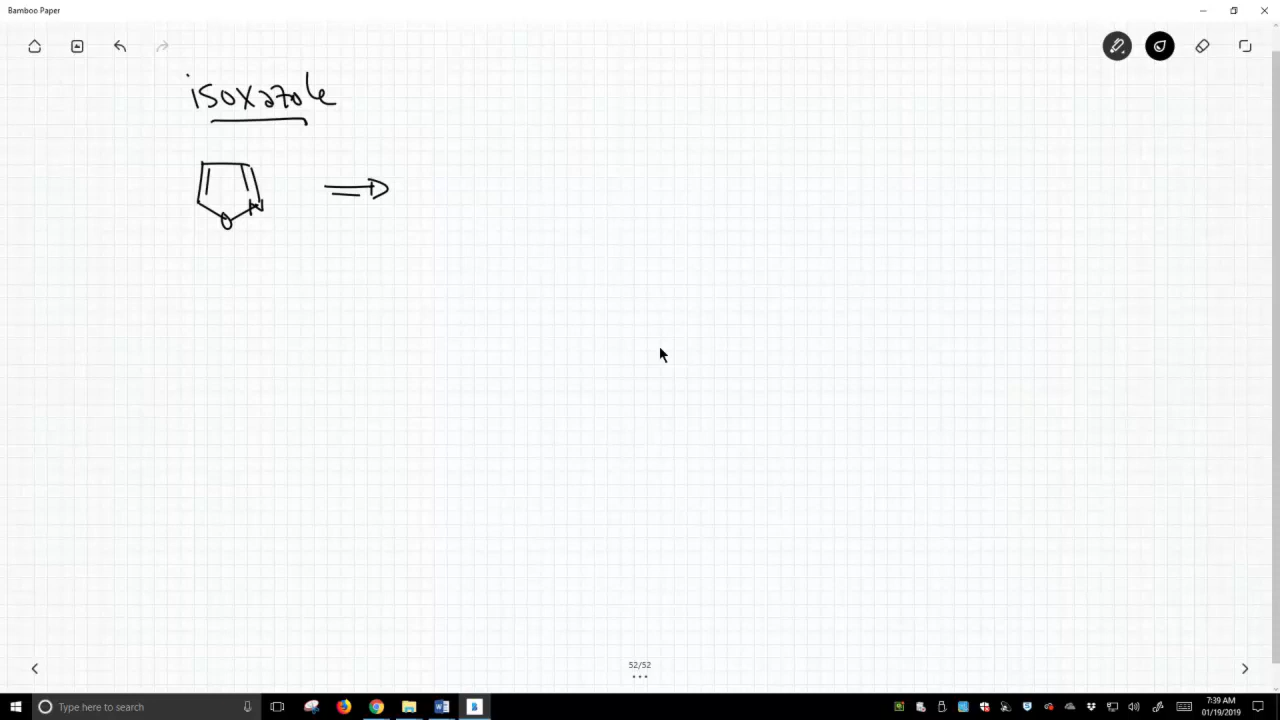 Bamboo Paper
isoxazole
N
O
52/52
Type here to search
7:39 AM
01/19/2019